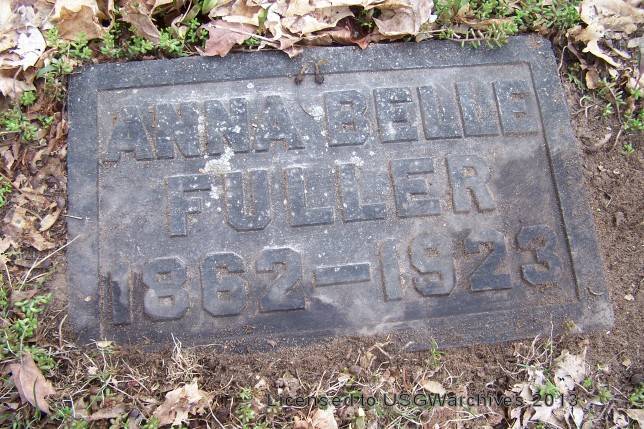 ANNA BELLE
FULLER
1862-1923
Licensed to USGWarchives 2013